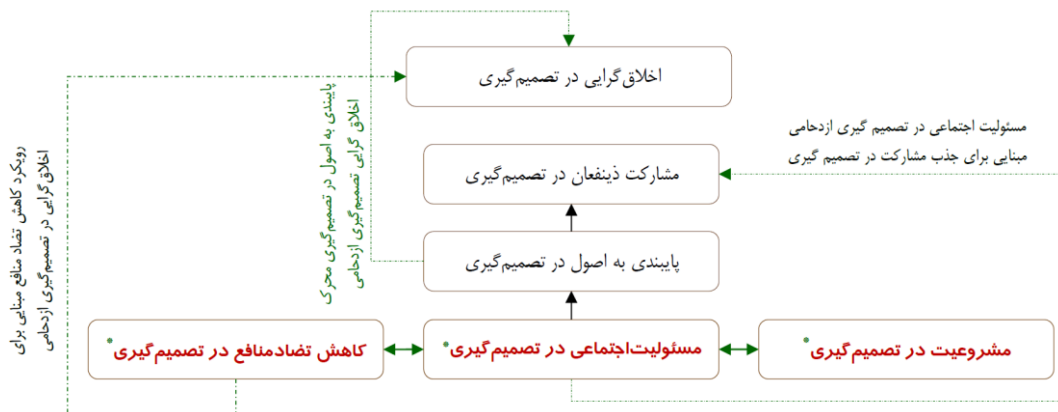 اخلاق‌گرایی در تصمیم‌گیری
مسئولیت اجتماعی در تصمیم گیری ازدحامی
مبنایی برای جذب مشارکت در تصمیم گیری
مشارکت ذینفعان در تصمیم‌گیری
پایبندی به اصول در تصمیم‌گیری
پایبندی به اصول در تصمیم‌گیری محرک
اخلاق گرایی تصمیم‌گیری ازدحامی
رویکرد کاهش تضاد منافع مبنایی برای
اخلاق‌گرایی در تصمیم‌گیری ازدحامی
مشروعیت در تصمیم‌گیری*
مسئولیت‌اجتماعی در تصمیم‌گیری*
کاهش تضادمنافع در تصمیم‌گیری*